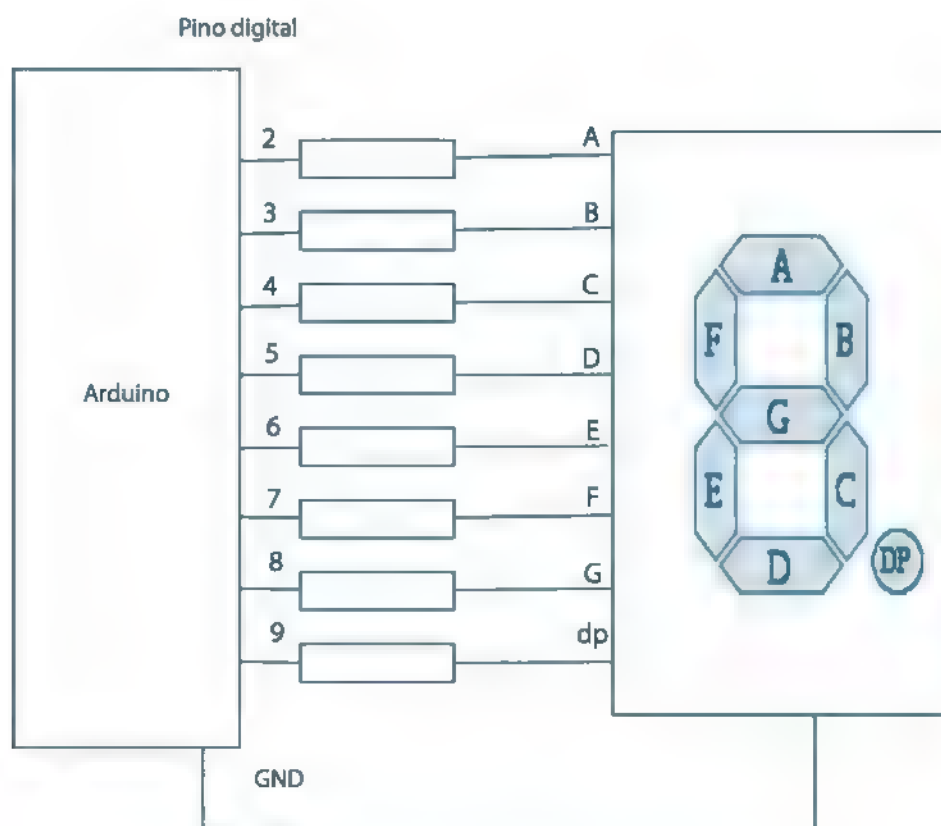 Pino digital
2 A
3 B
4 C
5 D
6 E
7 F
8 G
9 dp
Arduino
GND
A
F B
G
E C
D DP